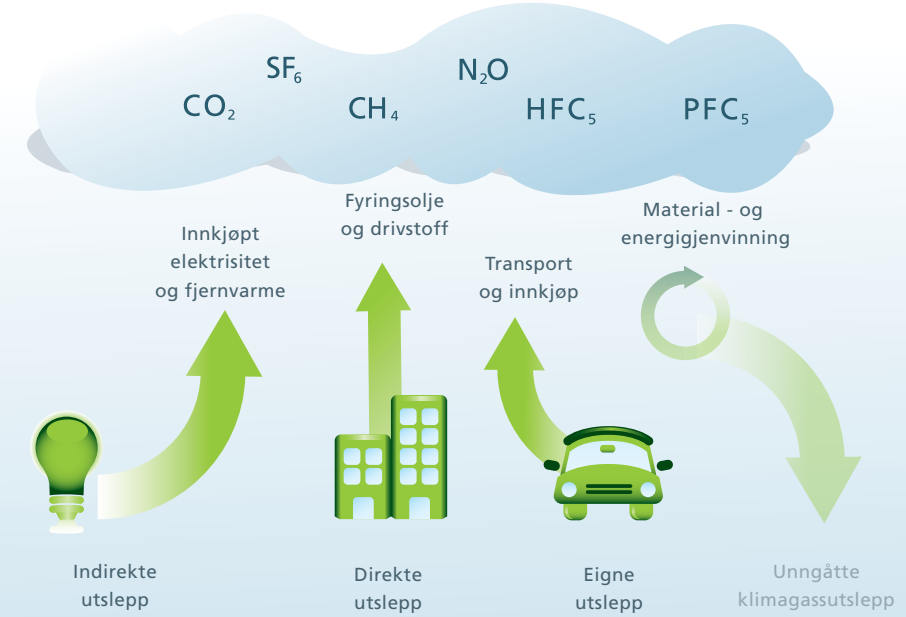 SF₆
N₂O
CO₂
CH₄
HFC₅
PFC₅
Innkjøpt
elektrisitet
og fjernvarme
Fyringsolje
og drivstoff
Transport
og innkjøp
Material - og
energigjenvinning
Indirekte
utslepp
Direkte
utslepp
Eigne
utslepp
Unngåtte
klimagassutslepp